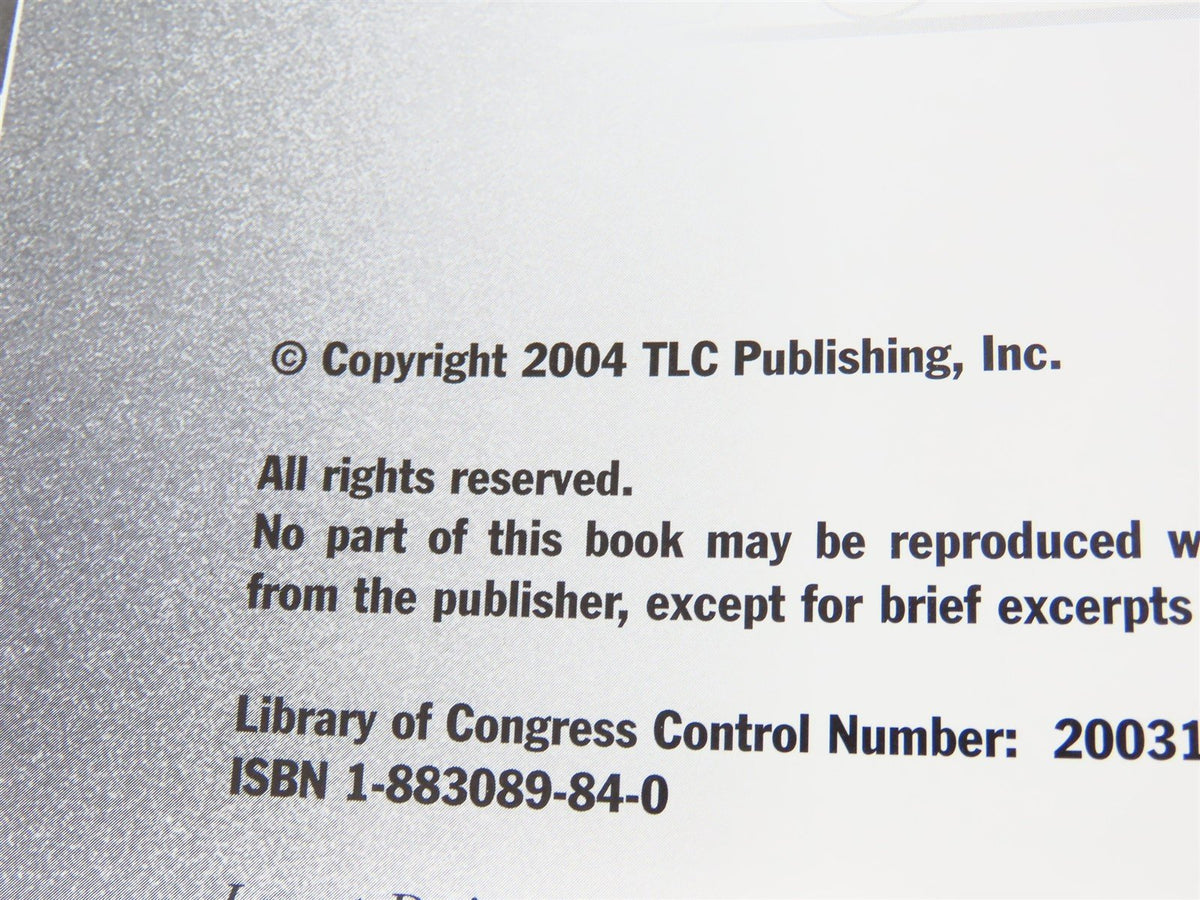 © Copyright 2004 TLC Publishing, Inc.
All rights reserved.
No part of this book may be reproduced w
from the publisher, except for brief excerpts
Library of Congress Control Number: 20031
ISBN 1-883089-84-0